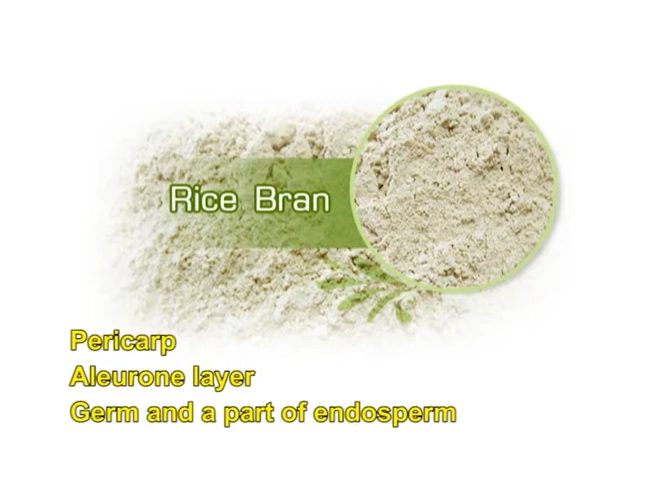 Rice Bran
Pericarp
Aleurone layer
Germ and a part of endosperm